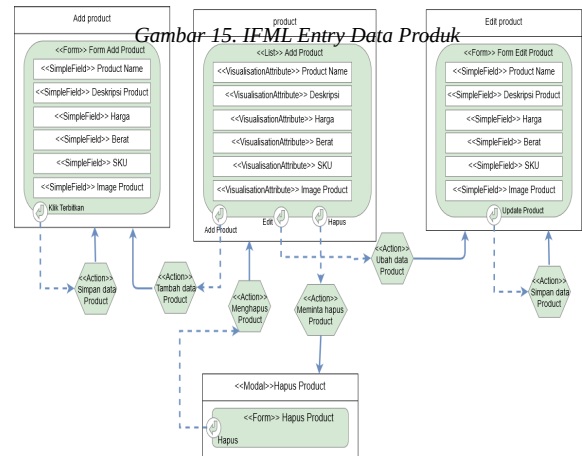 Add product
<<Form>> Form Add Product
<<SimpleField>> Product Name
<<SimpleField>> Deskripsi Product
<<SimpleField>> Harga
<<SimpleField>> Berat
<<SimpleField>> SKU
<<SimpleField>> Image Product
Klik Terbitkan
product
Gambar 15. IFML Entry Data Produk
<<List>> Add Product
<<VisualisationAttribute>> Product Name
<<VisualisationAttribute>> Deskripsi
<<VisualisationAttribute>> Harga
<<VisualisationAttribute>> Berat
<<VisualisationAttribute>> SKU
<<VisualisationAttribute>> Image Product
Add Product
Edit
Hapus
Edit product
<<Form>> Form Edit Product
<<SimpleField>> Product Name
<<SimpleField>> Deskripsi Product
<<SimpleField>> Harga
<<SimpleField>> Berat
<<SimpleField>> SKU
<<SimpleField>> Image Product
Update Product
<<Action>>
Simpan data
Product
<<Action>>
Tambah data
Product
<<Action>>
Menghapus
Product
<<Action>>
Meminta hapus
Product
<<Action>>
Ubah data
Product
<<Action>>
Simpan data
Product
<<Modal>>Hapus Product
<<Form>> Hapus Product
Hapus